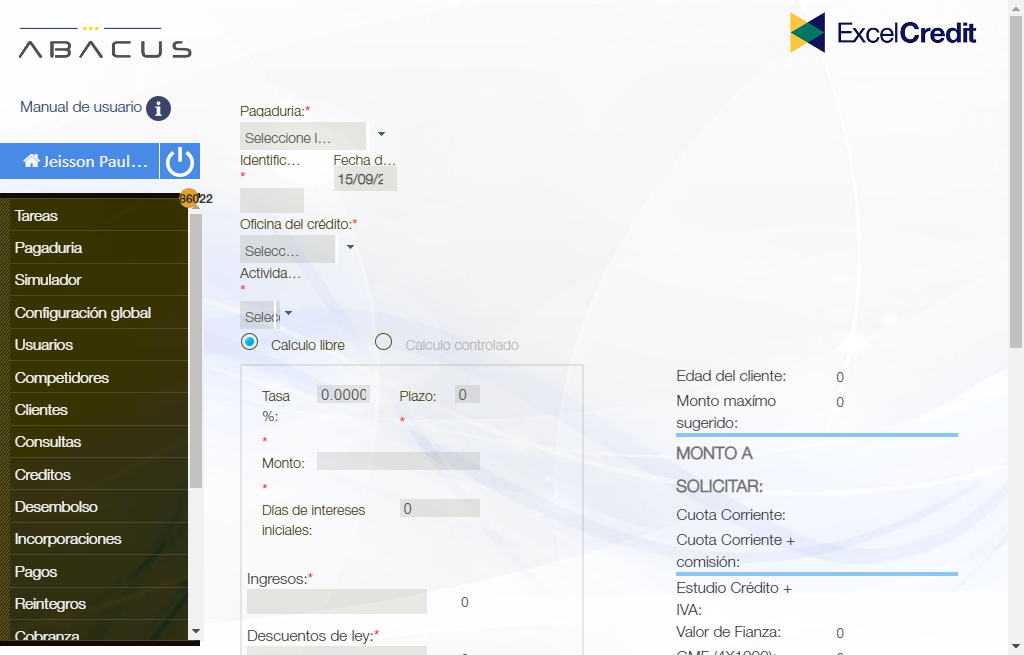 ABACUS
ExcelCredit
Manual de usuario
Jeisson Paul...
36022
Tareas
Pagaduria
Simulador
Configuración global
Usuarios
Competidores
Clientes
Consultas
Creditos
Desembolso
Incorporaciones
Pagos
Reintegros
Cobranza
Pagaduria:*
Seleccione l...
Identific... Fecha d...
*
15/09/2
Oficina del crédito:*
Selecc...
Activida...
*
Selec
Calculo libre Calculo controlado
Tasa %: 0.0000 Plazo: 0
*
*
Monto:
*
Días de intereses iniciales: 0
Ingresos:*
0
Descuentos de ley:*
Edad del cliente: 0
Monto maxímo sugerido: 0
MONTO A
SOLICITAR:
Cuota Corriente:
Cuota Corriente +
comisión:
Estudio Crédito +
IVA:
Valor de Fianza: 0
GMF (4X1000):